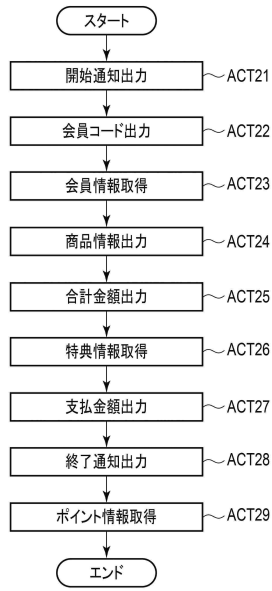 スタート
開始通知出力 ACT21
会員コード出力 ACT22
会員情報取得 ACT23
商品情報出力 ACT24
合計金額出力 ACT25
特典情報取得 ACT26
支払金額出力 ACT27
終了通知出力 ACT28
ポイント情報取得 ACT29
エンド